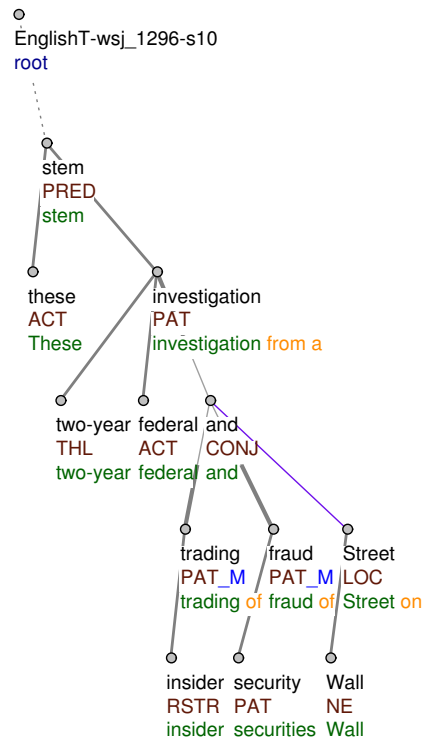 EnglishT-wsj_1296-s10
root
stem
PRED
stem
these investigation
ACT PAT
These investigation from a
two-year federal and
THL ACT CONJ
two-year federal and
trading fraud Street
PAT_M PAT_M LOC
trading of fraud of Street on
insider security Wall
RSTR PAT NE
insider securities Wall